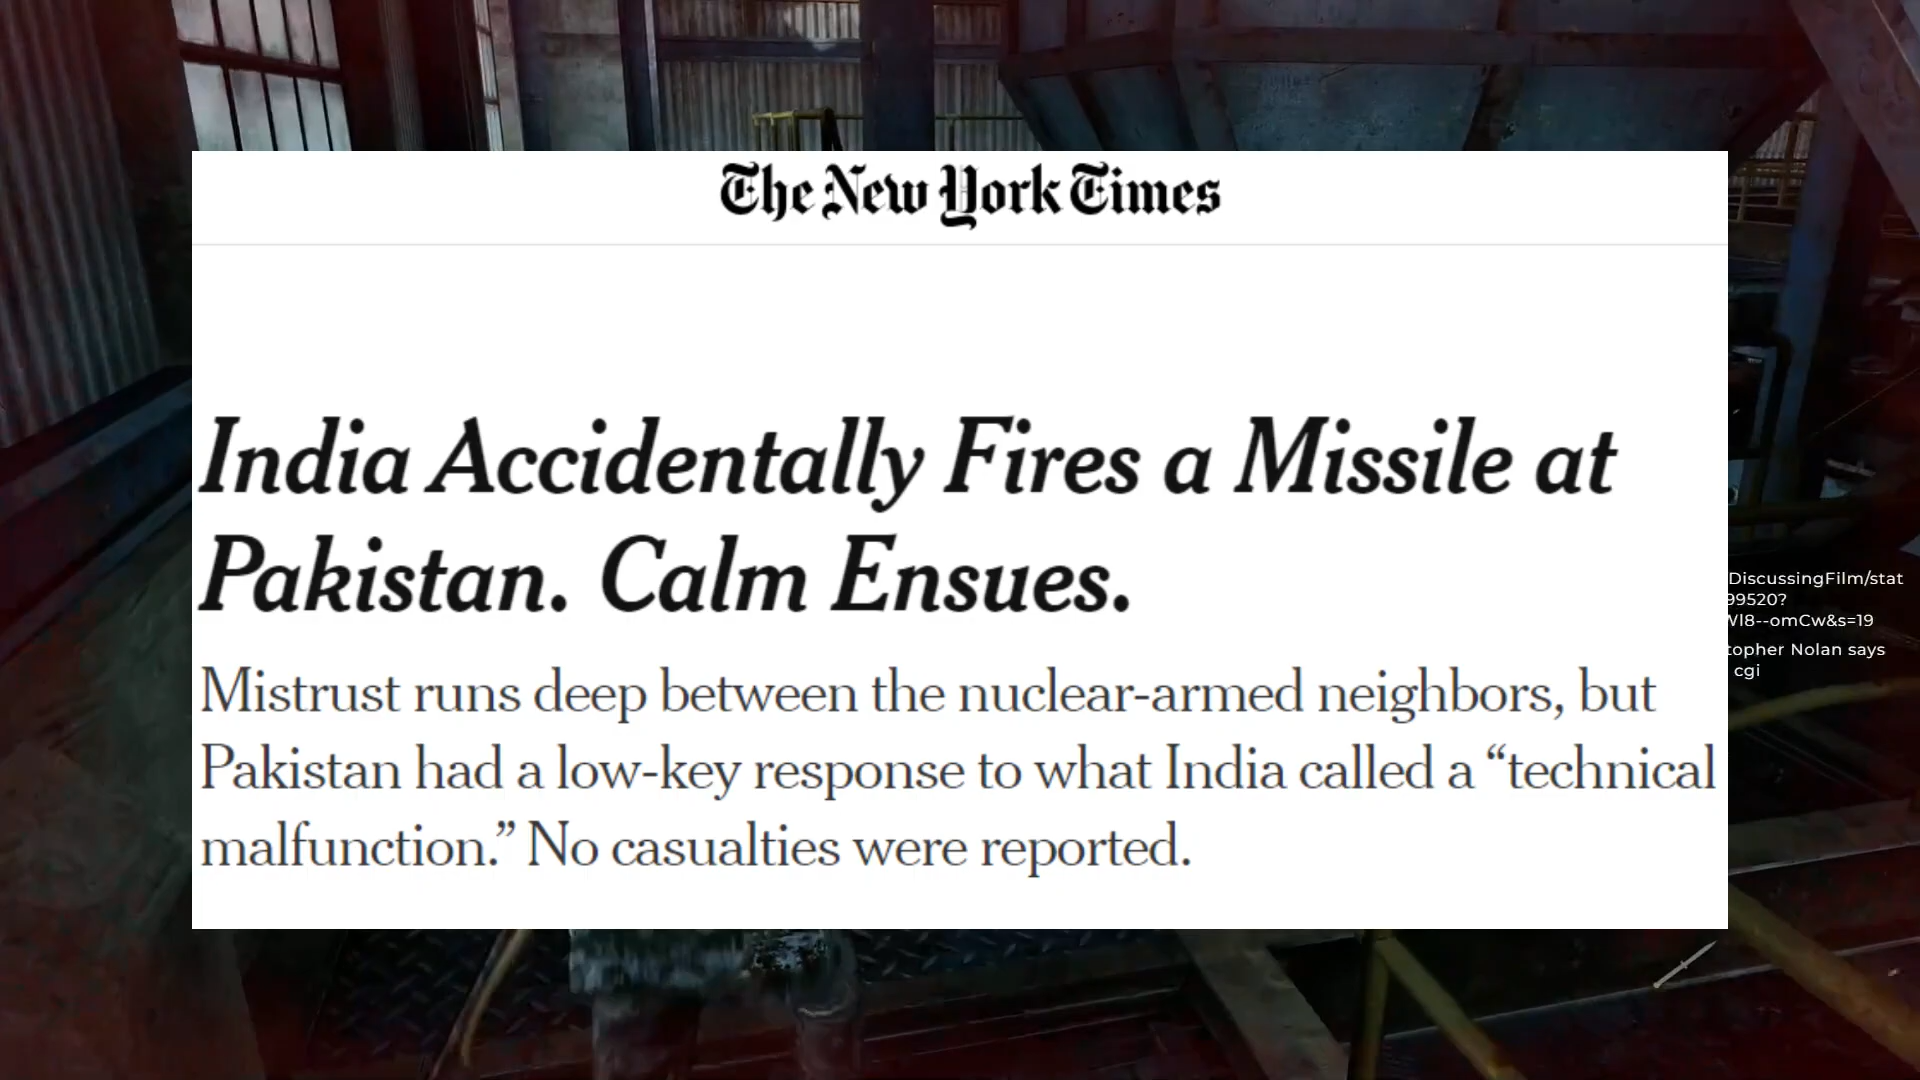 The New York Times
India Accidentally Fires a Missile at
Pakistan. Calm Ensues.
Mistrust runs deep between the nuclear-armed neighbors, but
Pakistan had a low-key response to what India called a “technical
malfunction.” No casualties were reported.
DiscussingFilm/stat
99520?
Wl8--omCw&s=19
topher Nolan says
cgi